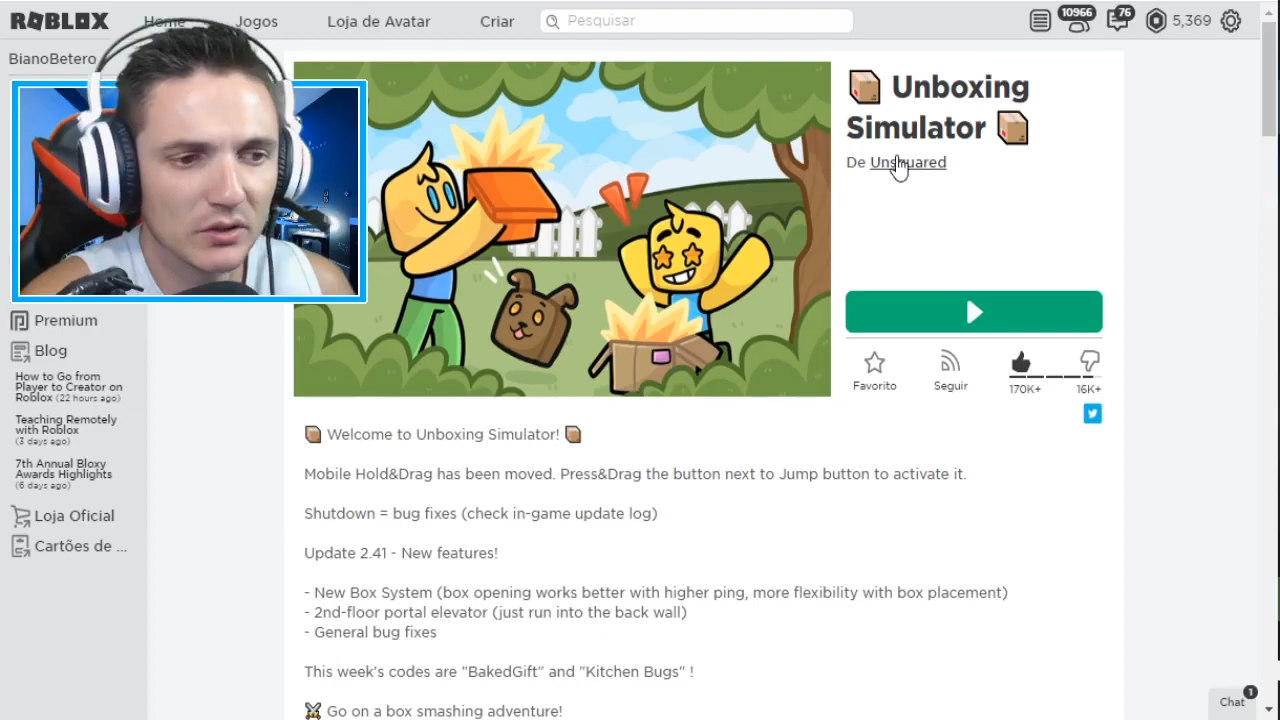 ROBLOX
Home
Jogos
Loja de Avatar
Criar
Pesquisar
10966
76
5,369
BianoBetero
Premium
Blog
How to Go from
Player to Creator on
Roblox (22 hours ago)
Teaching Remotely
with Roblox
(3 days ago)
7th Annual Bloxy
Awards Highlights
(6 days ago)
Loja Oficial
Cartões de ...
Unboxing
Simulator
De
Favorito
Seguir
170K+
16K+
Welcome to Unboxing Simulator!
Mobile Hold&Drag has been moved. Press&Drag the button next to Jump button to activate it.
Shutdown = bug fixes (check in-game update log)
Update 2.41 - New features!
- New Box System (box opening works better with higher ping, more flexibility with box placement)
- 2nd-floor portal elevator (just run into the back wall)
- General bug fixes
This week's codes are "BakedGift" and "Kitchen Bugs" !
Go on a box smashing adventure!
Chat
1